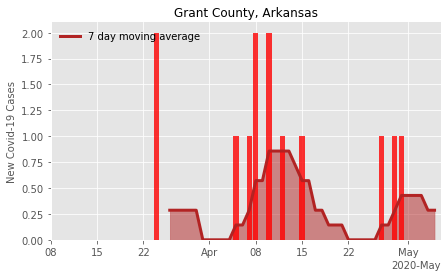 Grant County, Arkansas
7 day moving average
New Covid-19 Cases
2.00
1.75
1.50
1.25
1.00
0.75
0.50
0.25
0.00
08
15
22
Apr
08
15
22
May
2020-May